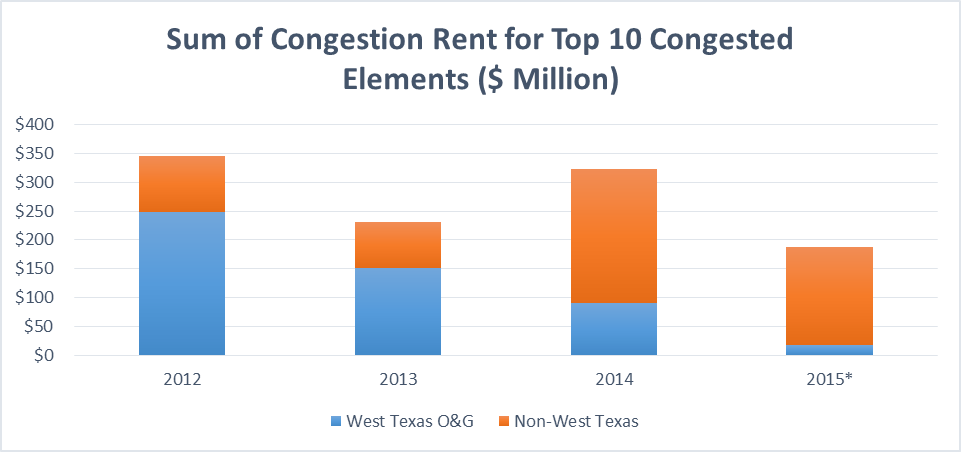 Sum of Congestion Rent for Top 10 Congested
Elements ($ Million)
$400
$350
$300
$250
$200
$150
$100
$50
$0
2012 2013 2014 2015*
West Texas O&G Non-West Texas